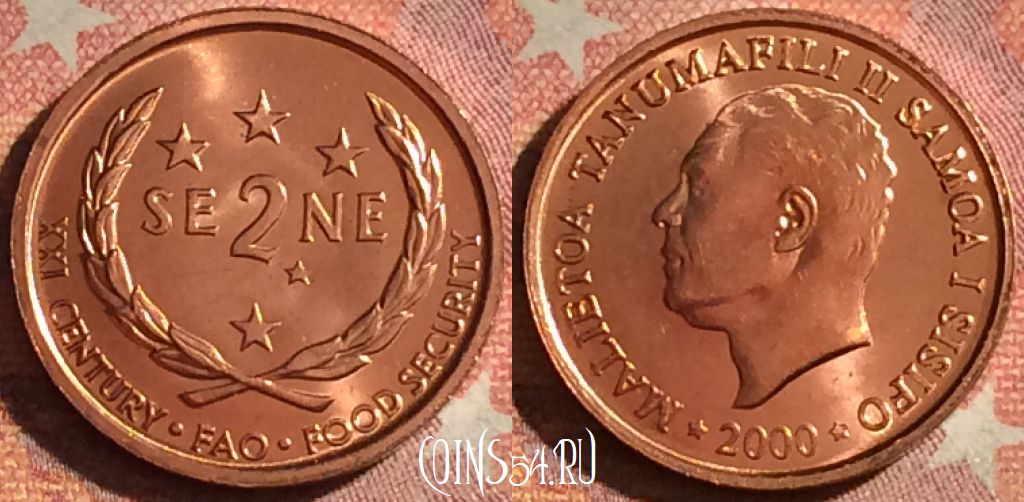 SE 2 NE
XXI CENTURY · FAO · FOOD SECURITY
MALIETOA TANUMAFILI II SAMOA I SISIFO
2000
COINS54.RU